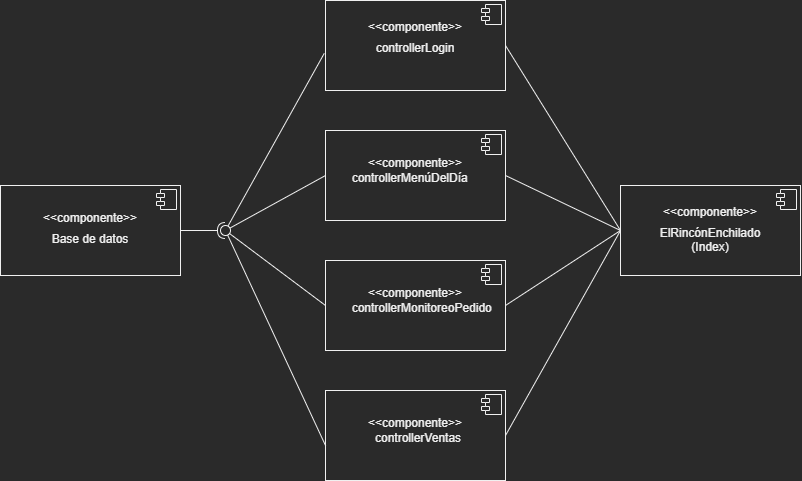 <<componente>>
controllerLogin
<<componente>>
controllerMenúDelDía
<<componente>>
Base de datos
<<componente>>
ElRincónEnchilado
(Index)
<<componente>>
controllerMonitoreoPedido
<<componente>>
controllerVentas